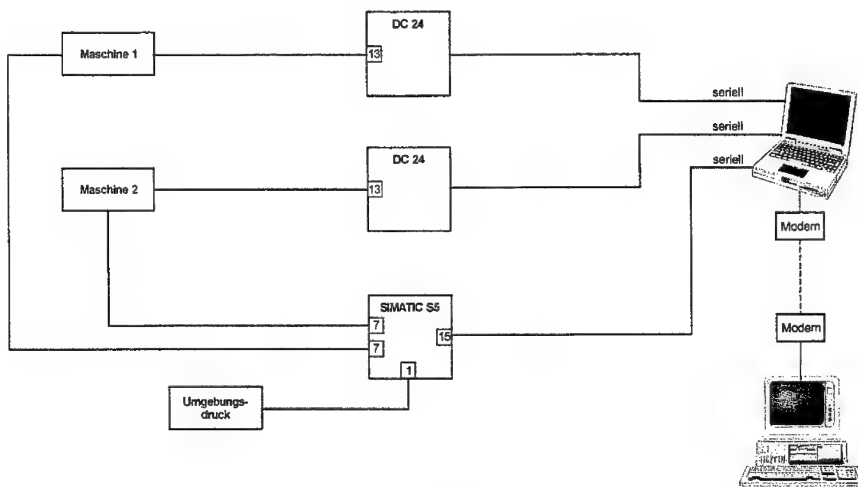 DC 24
Maschine 1
13
seriell
seriell
DC 24
seriell
Maschine 2
13
Modem
SIMATIC S5
7
15
7
1
Modem
Umgebungs-
druck